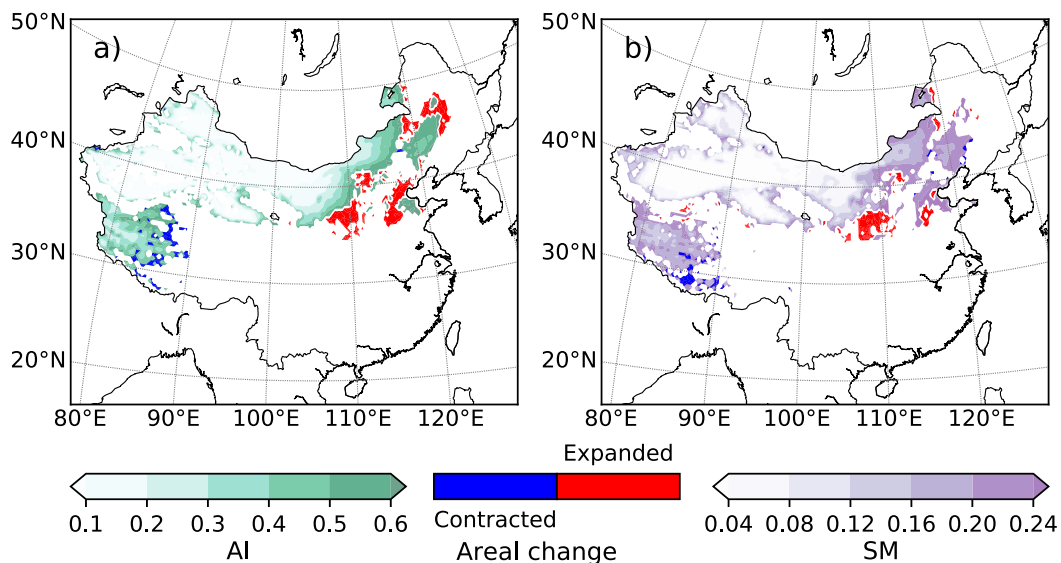 50°N
40°N
30°N
20°N
a)
80°E 90°E 100°E 110°E 120°E
50°N
40°N
30°N
20°N
b)
80°E 90°E 100°E 110°E 120°E
0.1 0.2 0.3 0.4 0.5 0.6
AI
Expanded
Contracted
Areal change
0.04 0.08 0.12 0.16 0.20 0.24
SM